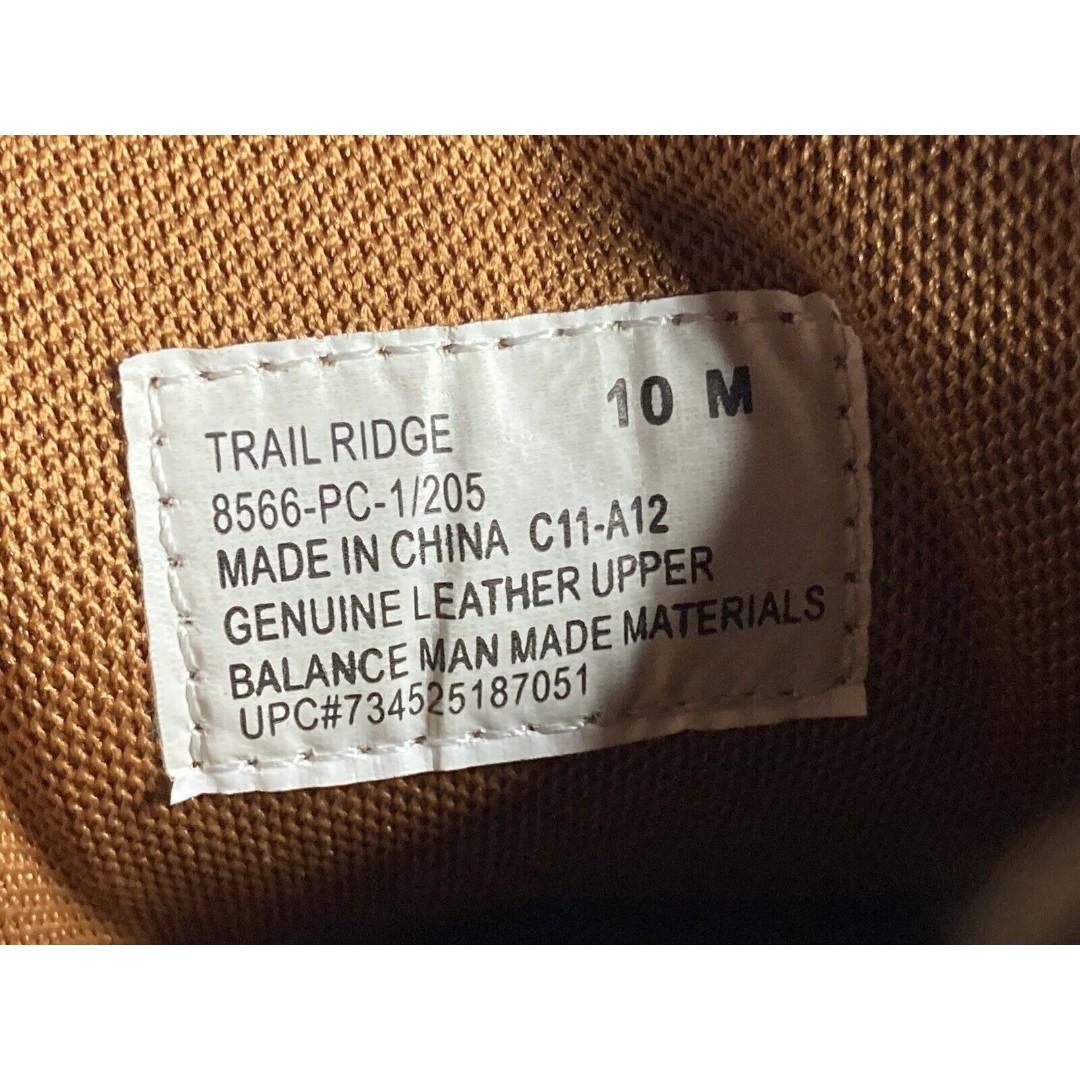 10 M
TRAIL RIDGE
8566-PC-1/205
MADE IN CHINA C11-A12
GENUINE LEATHER UPPER
BALANCE MAN MADE MATERIALS
UPC#734525187051